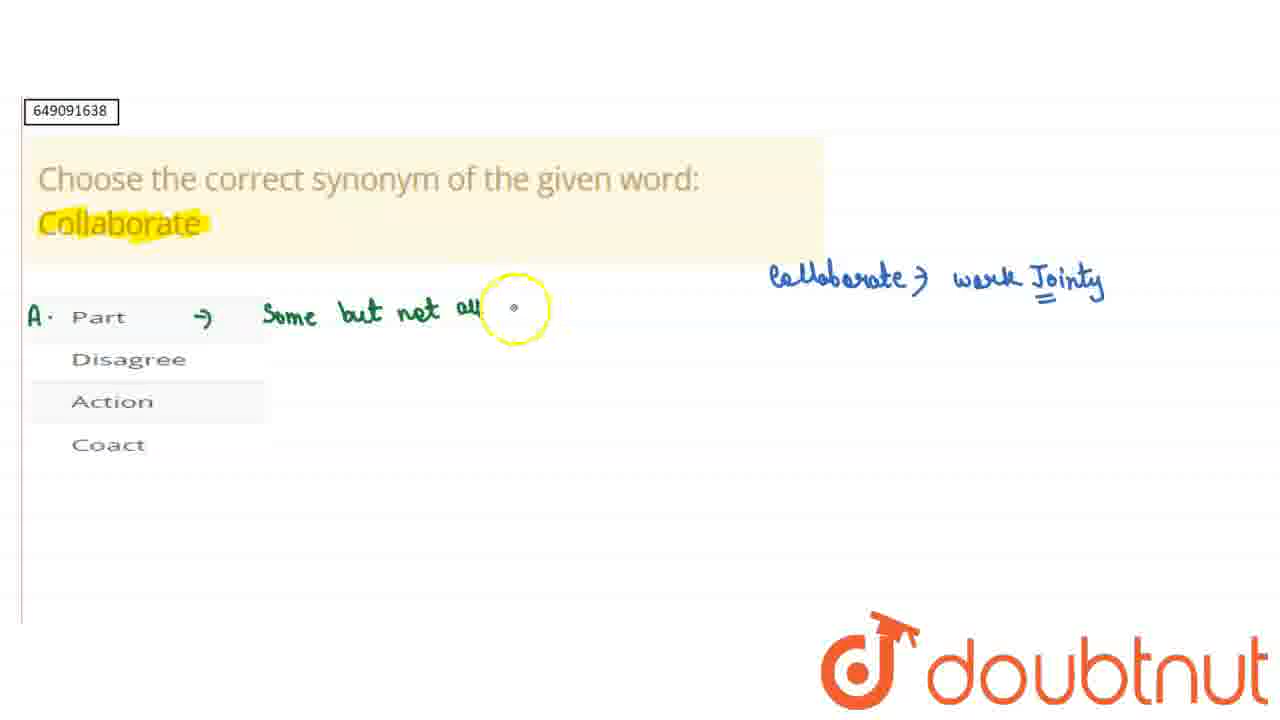 649091638
Choose the correct synonym of the given word:
Collaborate
Collaborate → work Jointy
A. Part → Some but not all
Disagree
Action
Coact
doubtnut